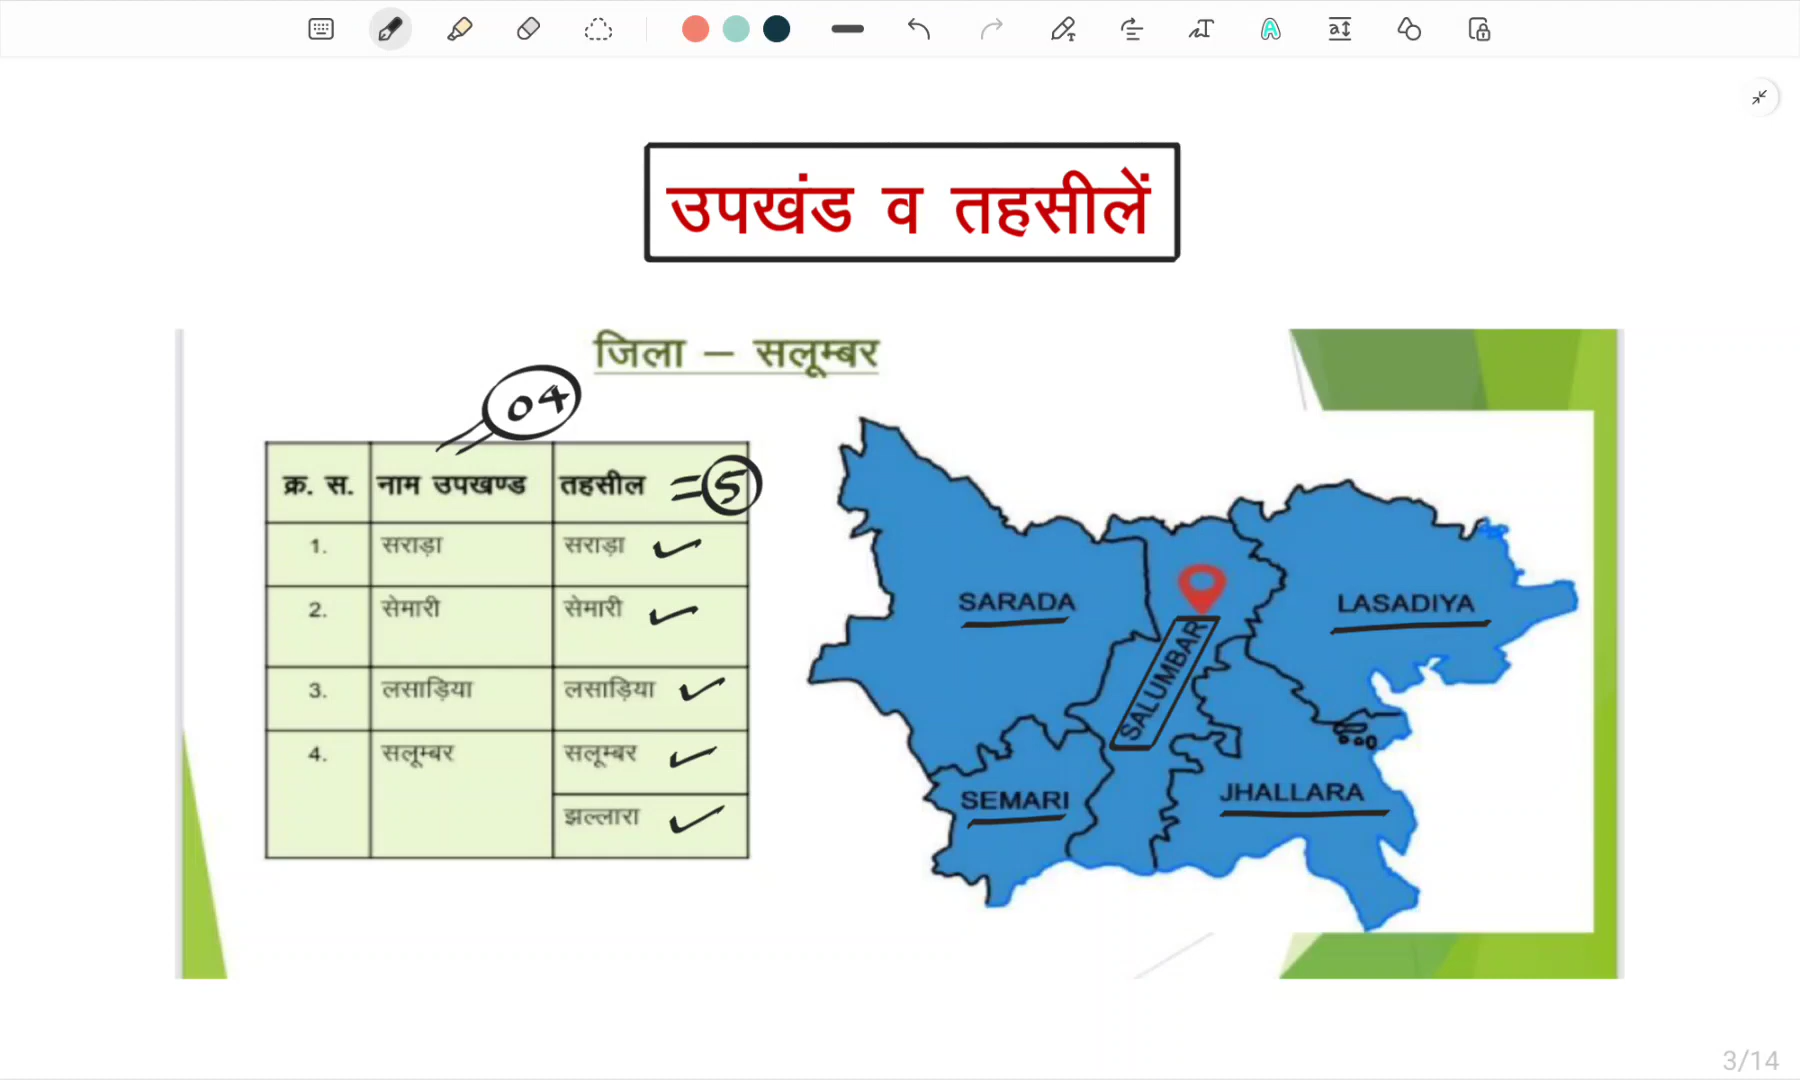 उपखंड व तहसीलें
जिला – सलूम्बर
04
क्र. स. नाम उपखण्ड तहसील =5
1. सराड़ा सराड़ा
2. सेमारी सेमारी
3. लसाड़िया लसाड़िया
4. सलूम्बर सलूम्बर
झल्लारा
SARADA
SALUMBAR
LASADIYA
SEMARI
JHALLARA
3/14